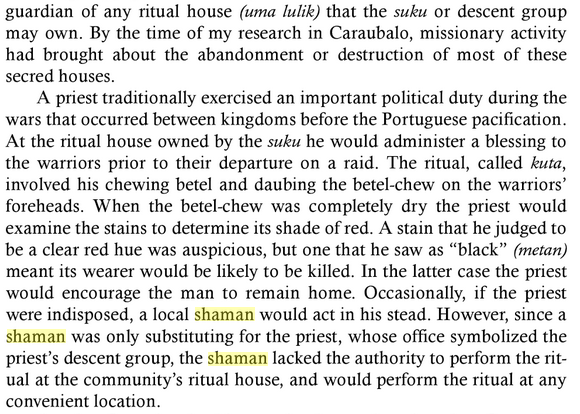 guardian of any ritual house (uma lulik) that the suku or descent group
may own. By the time of my research in Caraubalo, missionary activity
had brought about the abandonment or destruction of most of these
secred houses.
A priest traditionally exercised an important political duty during the
wars that occurred between kingdoms before the Portuguese pacification.
At the ritual house owned by the suku he would administer a blessing to
the warriors prior to their departure on a raid. The ritual, called kuta,
involved his chewing betel and daubing the betel-chew on the warriors'
foreheads. When the betel-chew was completely dry the priest would
examine the stains to determine its shade of red. A stain that he judged to
be a clear red hue was auspicious, but one that he saw as “black” (metan)
meant its wearer would be likely to be killed. In the latter case the priest
would encourage the man to remain home. Occasionally, if the priest
were indisposed, a local shaman would act in his stead. However, since a
shaman was only substituting for the priest, whose office symbolized the
priest's descent group, the shaman lacked the authority to perform the rit-
ual at the community's ritual house, and would perform the ritual at any
convenient location.